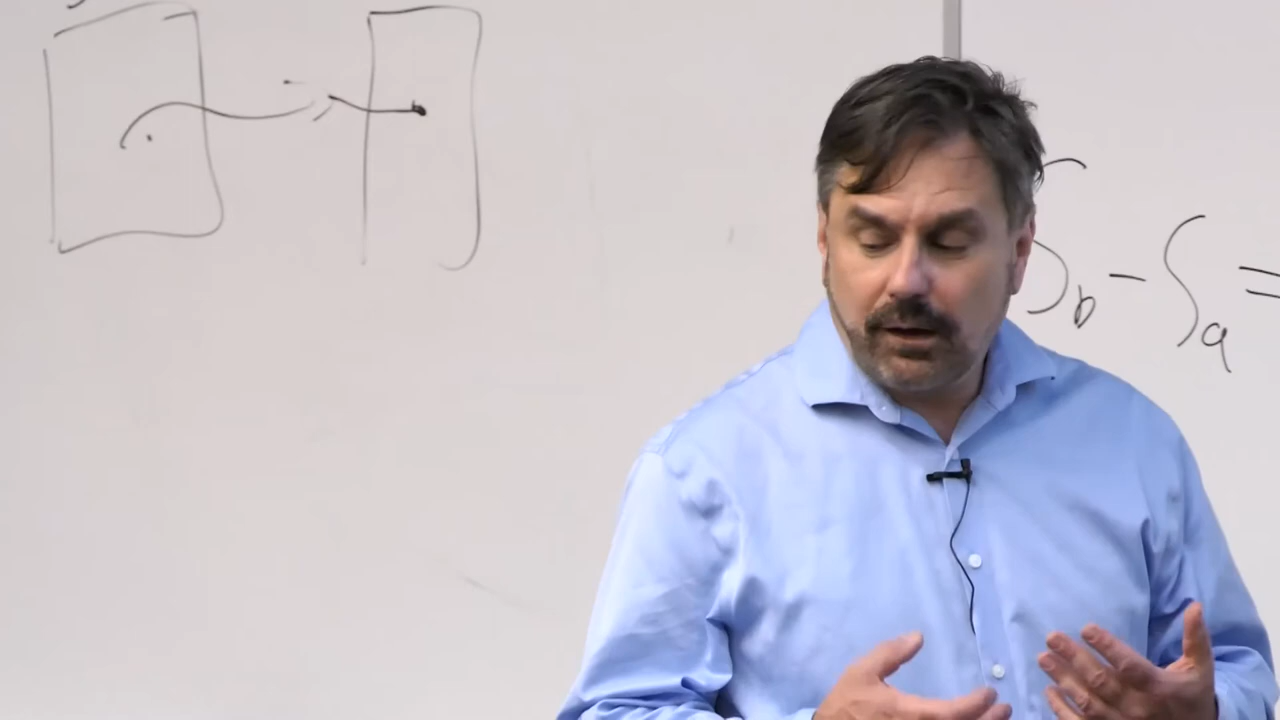 S_b - S_a =